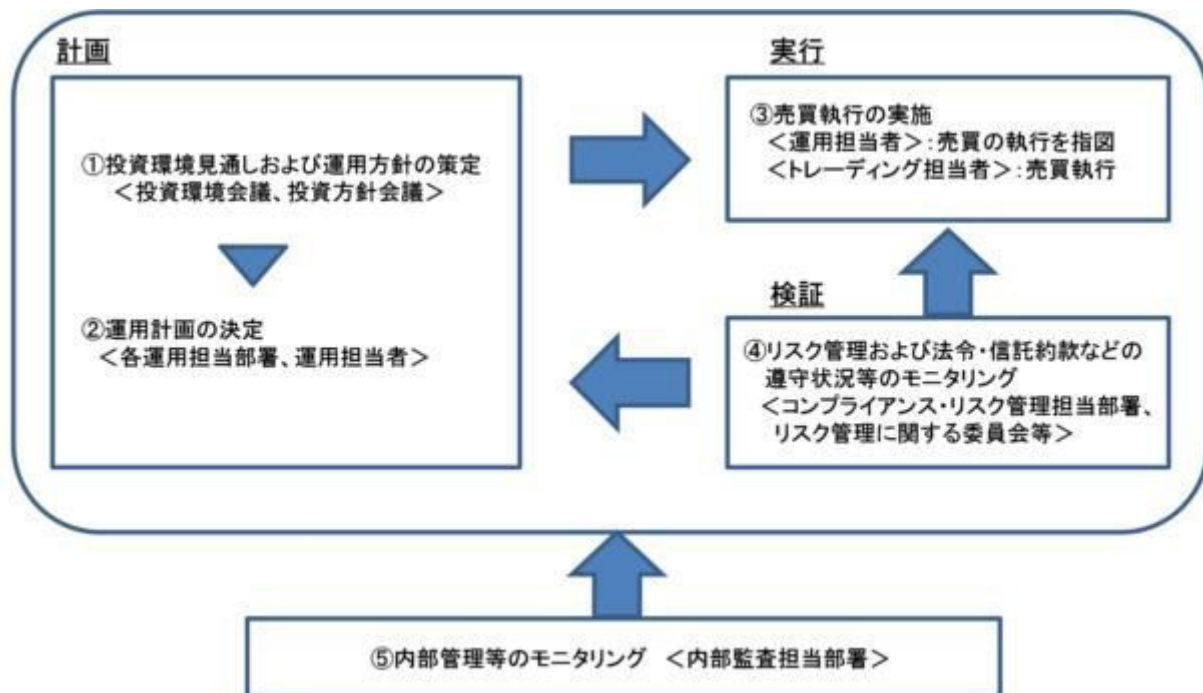 計画
①投資環境見通しおよび運用方針の策定
＜投資環境会議、投資方針会議＞
②運用計画の決定
＜各運用担当部署、運用担当者＞
実行
③売買執行の実施
＜運用担当者＞：売買の執行を指図
＜トレーディング担当者＞：売買執行
検証
④リスク管理および法令・信託約款などの
遵守状況等のモニタリング
＜コンプライアンス・リスク管理担当部署、
リスク管理に関する委員会等＞
⑤内部管理等のモニタリング　＜内部監査担当部署＞